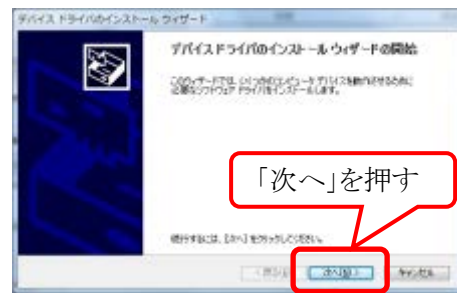 デバイス ドライバのインストール ウィザード
デバイス ドライバのインストール ウィザードの開始
このウィザードでは、いくつかのコンピュータ デバイスを動作させるために
必要なソフトウェア ドライバをインストールします。
「次へ」を押す
続行するには、[次へ] をクリックしてください。
次へ(N) >
キャンセル